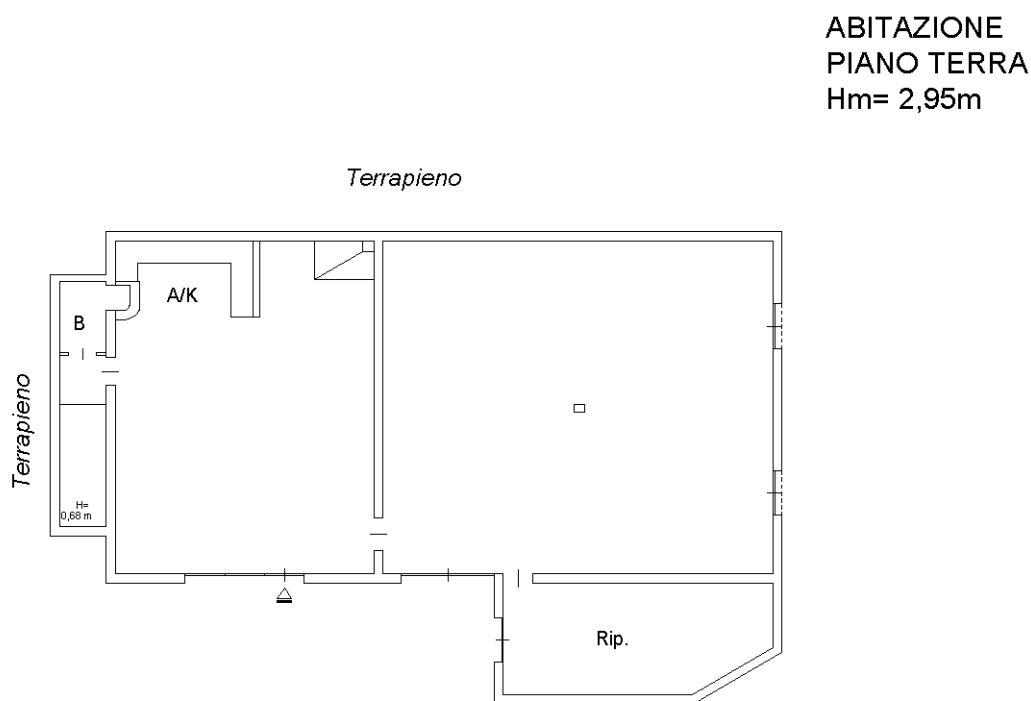 ABITAZIONE
PIANO TERRA
Hm= 2,95m
Terrapieno
A/K
B
Terrapieno
H=
0,68 m
Rip.